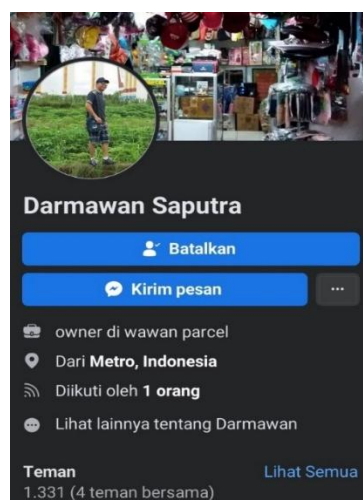 Darmawan Saputra
Batalkan
Kirim pesan
owner di wawan parcel
Dari Metro, Indonesia
Diikuti oleh 1 orang
Lihat lainnya tentang Darmawan
Teman Lihat Semua
1.331 (4 teman bersama)